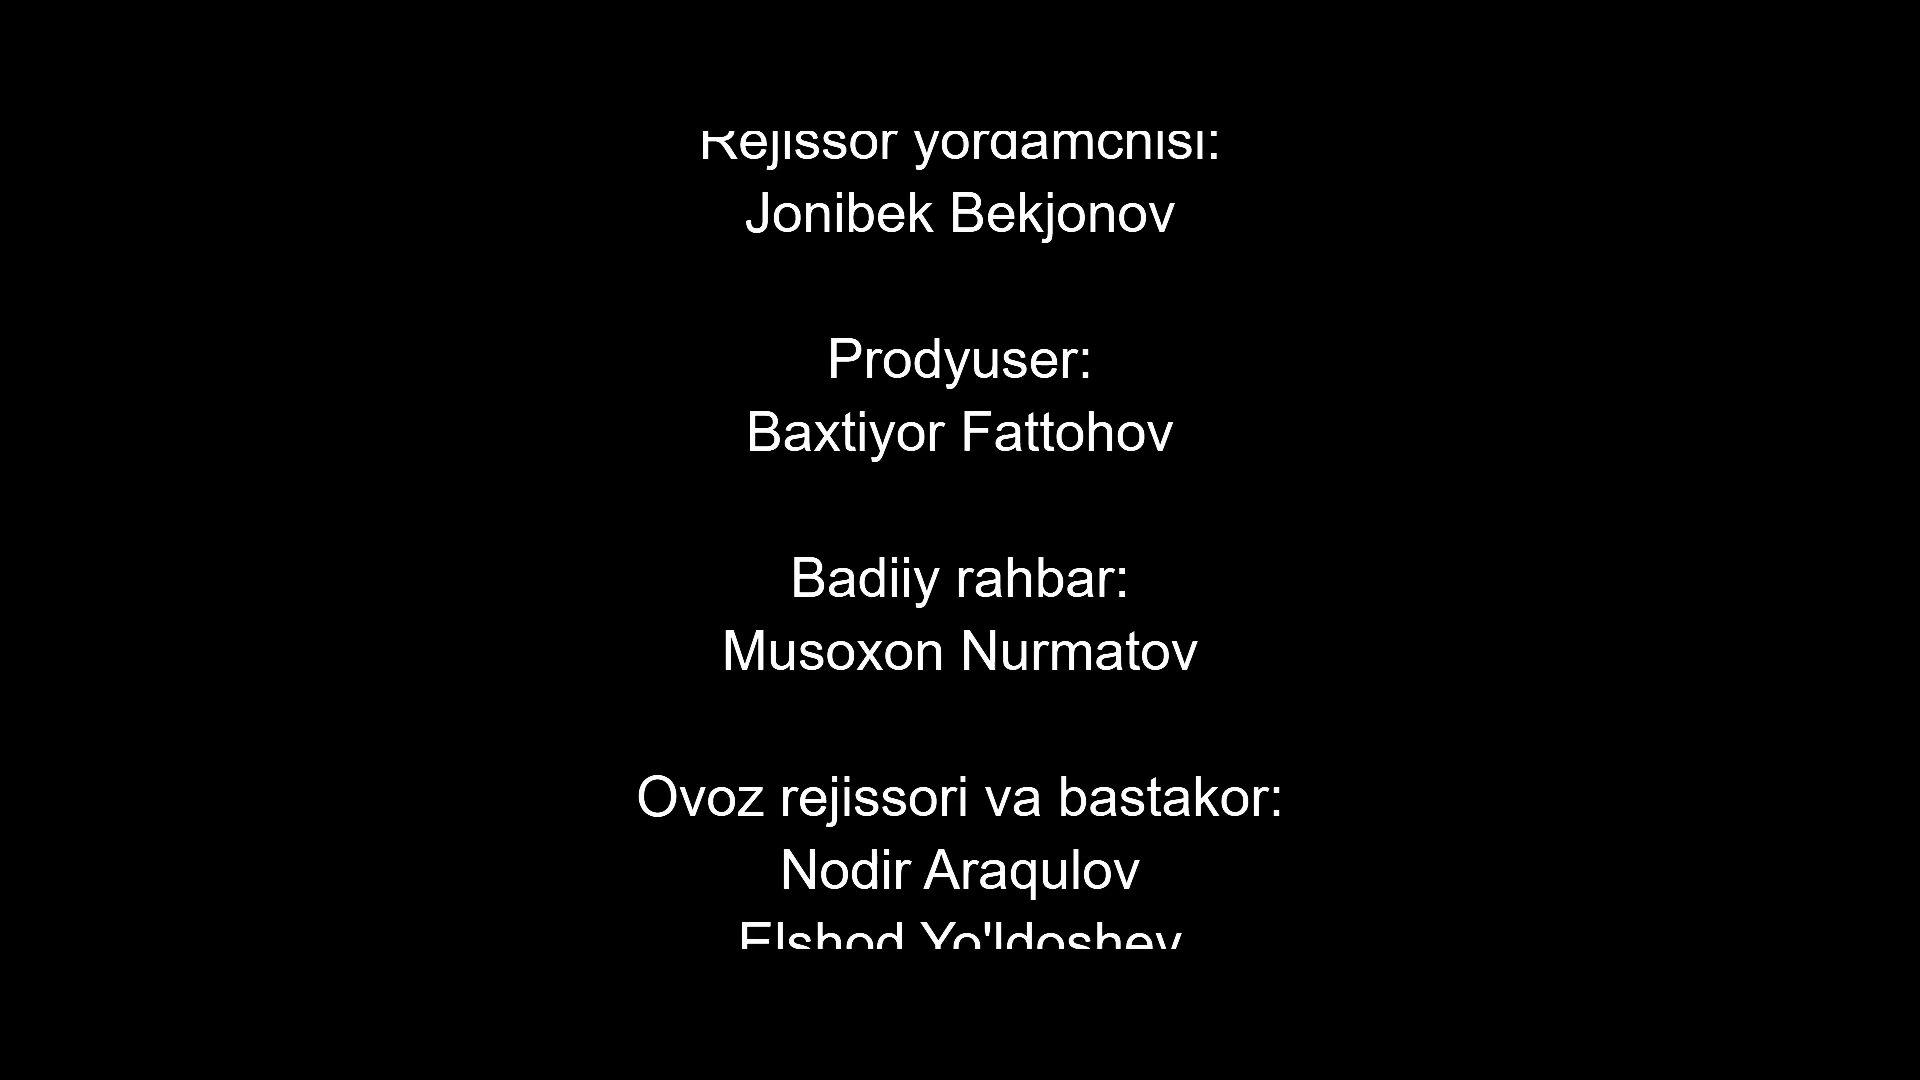 Rejissor yordamchisi:
Jonibek Bekjonov
Prodyuser:
Baxtiyor Fattohov
Badiiy rahbar:
Musoxon Nurmatov
Ovoz rejissori va bastakor:
Nodir Araqulov
Elshod Yo'ldoshev